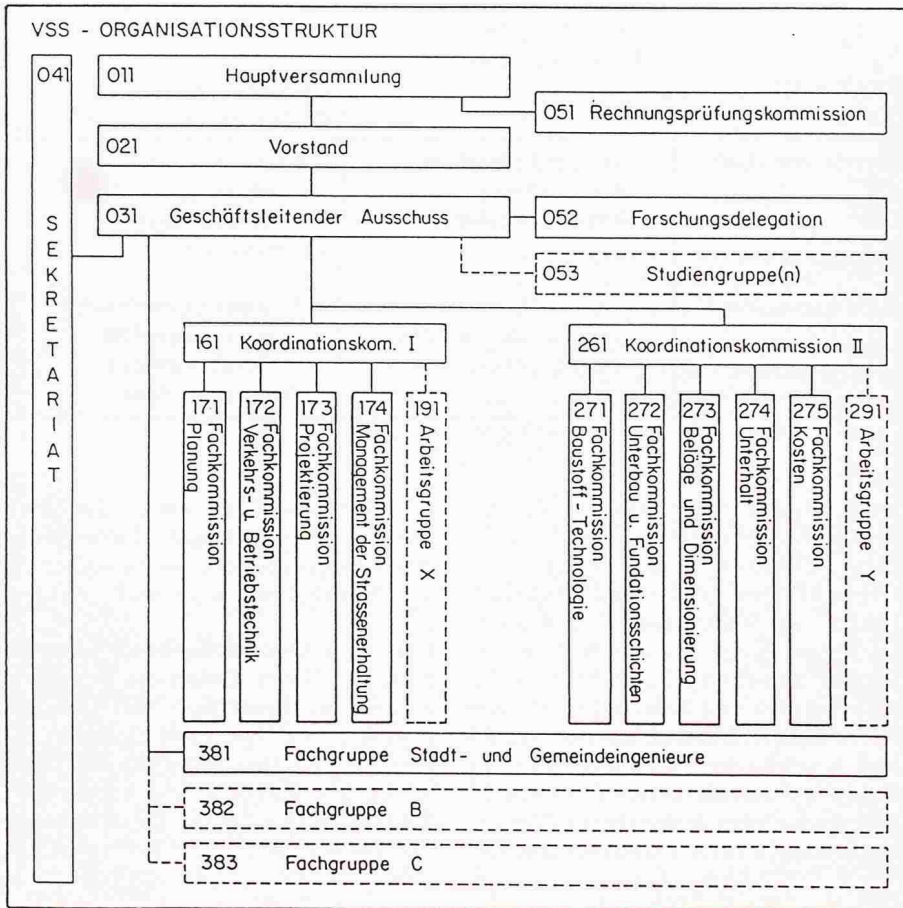 VSS - ORGANISATIONSSTRUKTUR
041
SEKRETARIAT
011 Hauptversammlung
051 Rechnungsprüfungskommission
021 Vorstand
031 Geschäftsleitender Ausschuss
052 Forschungsdelegation
053 Studiengruppe(n)
161 Koordinationskom. I
261 Koordinationskommission II
171 Fachkommission
Planung
172 Fachkommission
Verkehrs- u. Betriebstechnik
173 Fachkommission
Projektierung
174 Fachkommission
Management der Strassenerhaltung
191 Arbeitsgruppe X
271 Fachkommission
Baustoff - Technologie
272 Fachkommission
Unterbau u. Fundationsschichten
273 Fachkommission
Beläge und Dimensionierung
274 Fachkommission
Unterhalt
275 Fachkommission
Kosten
291 Arbeitsgruppe Y
381 Fachgruppe Stadt- und Gemeindeingenieure
382 Fachgruppe B
383 Fachgruppe C